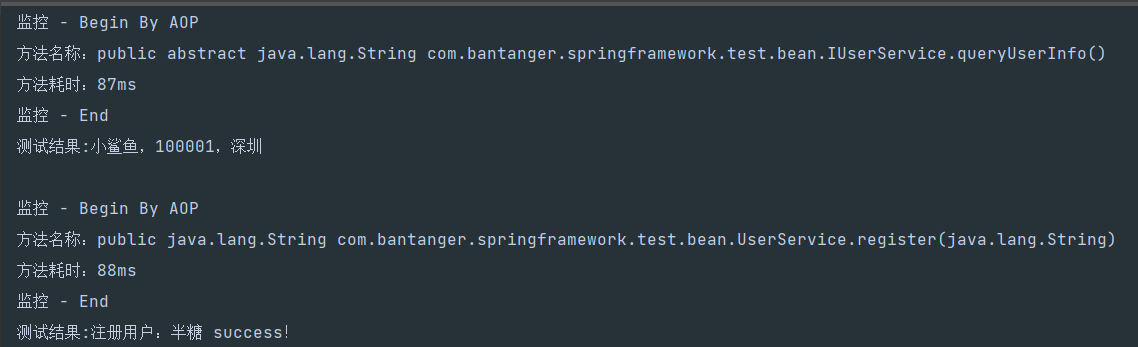 监控 - Begin By AOP
方法名称：public abstract java.lang.String com.bantanger.springframework.test.bean.IUserService.queryUserInfo()
方法耗时：87ms
监控 - End
测试结果:小鲨鱼，100001，深圳
监控 - Begin By AOP
方法名称：public java.lang.String com.bantanger.springframework.test.bean.UserService.register(java.lang.String)
方法耗时：88ms
监控 - End
测试结果:注册用户：半糖 success！